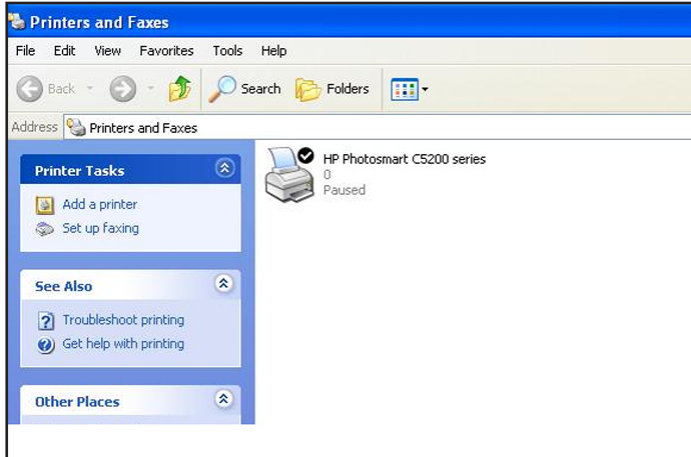 Printers and Faxes
File Edit View Favorites Tools Help
Back Search Folders
Address Printers and Faxes
Printer Tasks
Add a printer
Set up faxing
See Also
Troubleshoot printing
Get help with printing
Other Places
HP Photosmart C5200 series
0
Paused